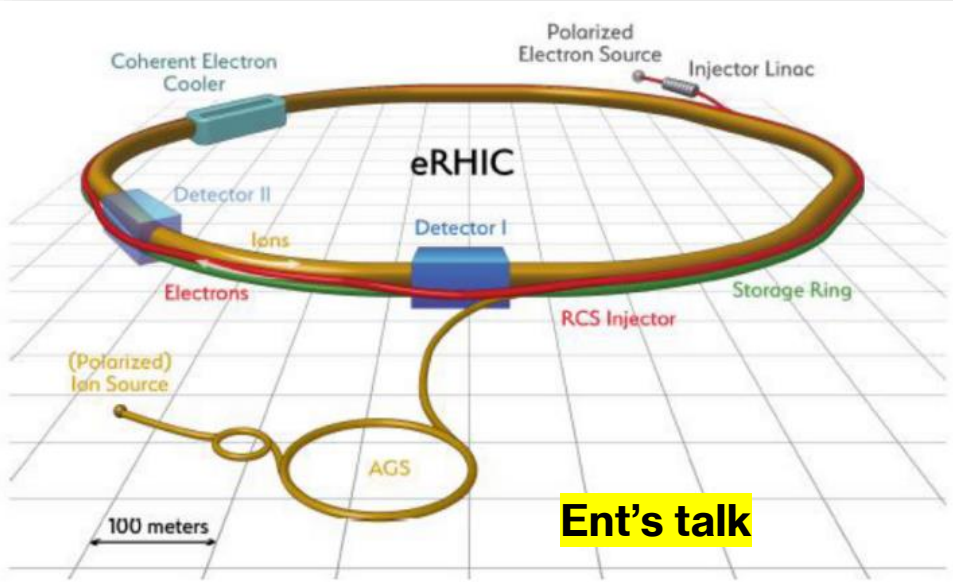 Polarized
Electron Source
Injector Linac
Coherent Electron
Cooler
eRHIC
Detector II
Detector I
Ions
Electrons
Storage Ring
RCS Injector
(Polarized)
Ion Source
AGS
100 meters
Ent's talk